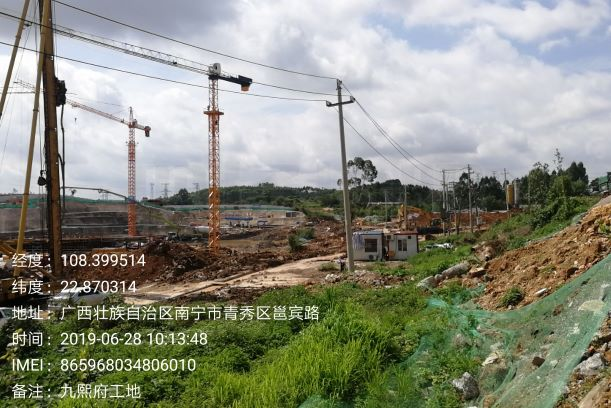 经度：108.399514
纬度：22.870314
地址：广西壮族自治区南宁市青秀区邕宾路
时间：2019-06-28 10:13:48
IMEI：865968034806010
备注：九熙府工地